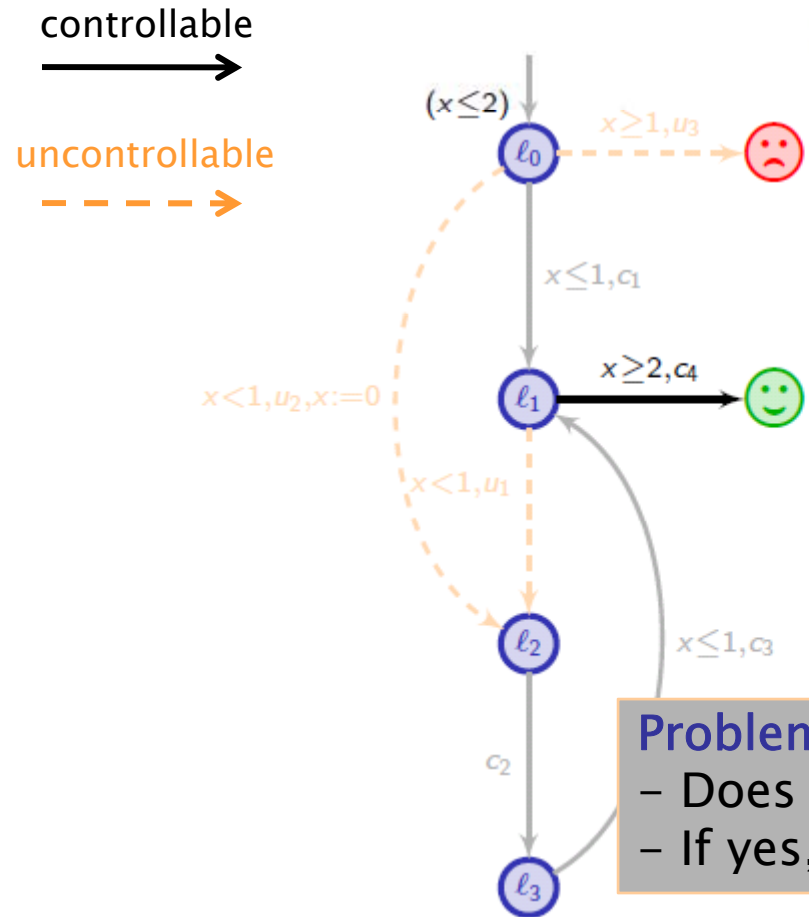 controllable
uncontrollable
(x≤2)
ℓ₀
x≥1,u₃
x≤1,c₁
ℓ₁
x≥2,c₄
x<1,u₂,x:=0
x<1,u₁
ℓ₂
x≤1,c₃
c₂
ℓ₃
- Does
- If yes,